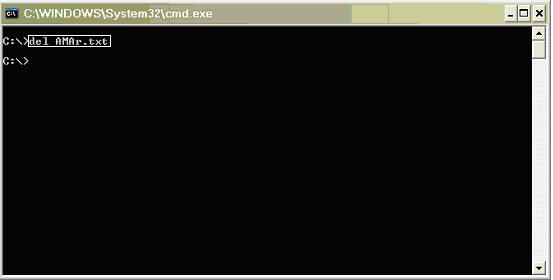 C:\WINDOWS\System32\cmd.exe
C:\>del AMAr.txt
C:\>